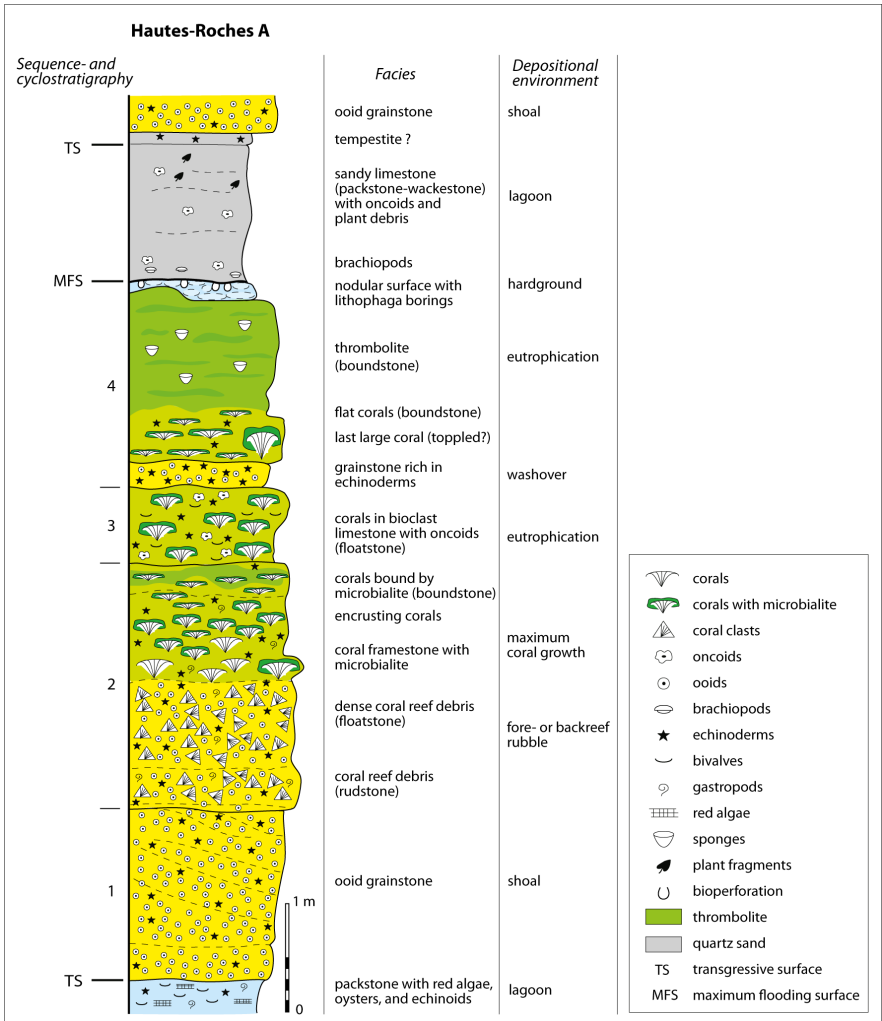 Hautes-Roches A
Sequence- and
cyclostratigraphy
Facies
Depositional
environment
ooid grainstone
shoal
tempestite ?
TS
sandy limestone
(packstone-wackestone)
with oncoids and
plant debris
lagoon
brachiopods
MFS
nodular surface with
lithophaga borings
hardground
thrombolite
(boundstone)
eutrophication
4
flat corals (boundstone)
last large coral (toppled?)
grainstone rich in
echinoderms
washover
3
corals in bioclast
limestone with oncoids
(floatstone)
eutrophication
corals bound by
microbialite (boundstone)
encrusting corals
coral framestone with
microbialite
maximum
coral growth
2
dense coral reef debris
(floatstone)
fore- or backreef
rubble
coral reef debris
(rudstone)
1
ooid grainstone
shoal
1 m
0
TS
packstone with red algae,
oysters, and echinoids
lagoon
corals
corals with microbialite
coral clasts
oncoids
ooids
brachiopods
echinoderms
bivalves
gastropods
red algae
sponges
plant fragments
bioperforation
thrombolite
quartz sand
TS transgressive surface
MFS maximum flooding surface